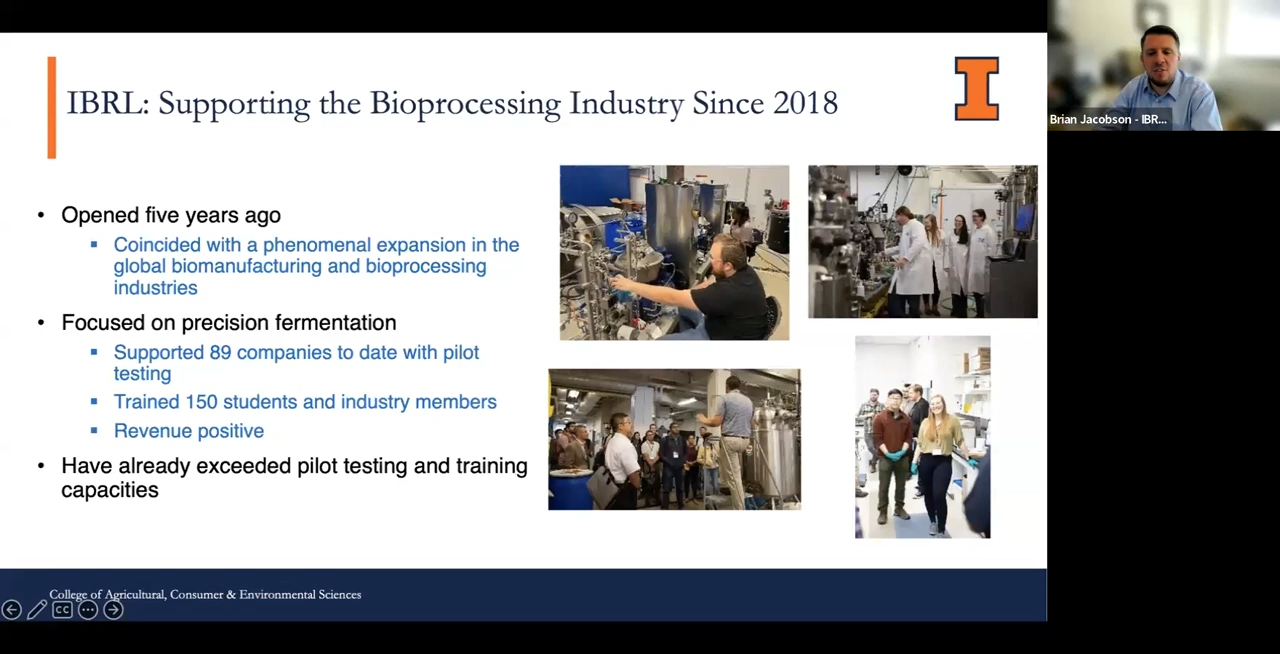 IBRL: Supporting the Bioprocessing Industry Since 2018
Brian Jacobson - IBR...
• Opened five years ago
▪ Coincided with a phenomenal expansion in the
global biomanufacturing and bioprocessing
industries
• Focused on precision fermentation
▪ Supported 89 companies to date with pilot
testing
▪ Trained 150 students and industry members
▪ Revenue positive
• Have already exceeded pilot testing and training
capacities
College of Agricultural, Consumer & Environmental Sciences
CC